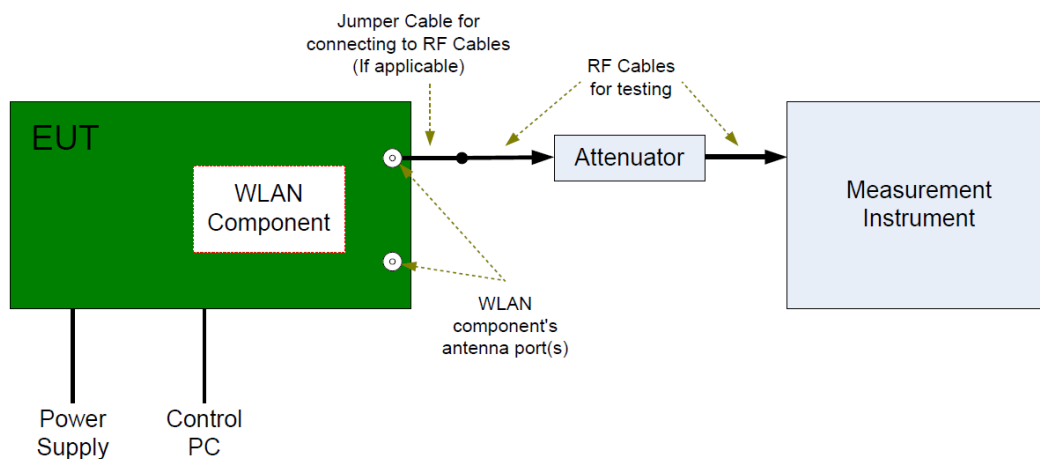 Jumper Cable for
connecting to RF Cables
(If applicable)
RF Cables
for testing
EUT
WLAN
Component
Attenuator
Measurement
Instrument
WLAN
component's
antenna port(s)
Power
Supply
Control
PC